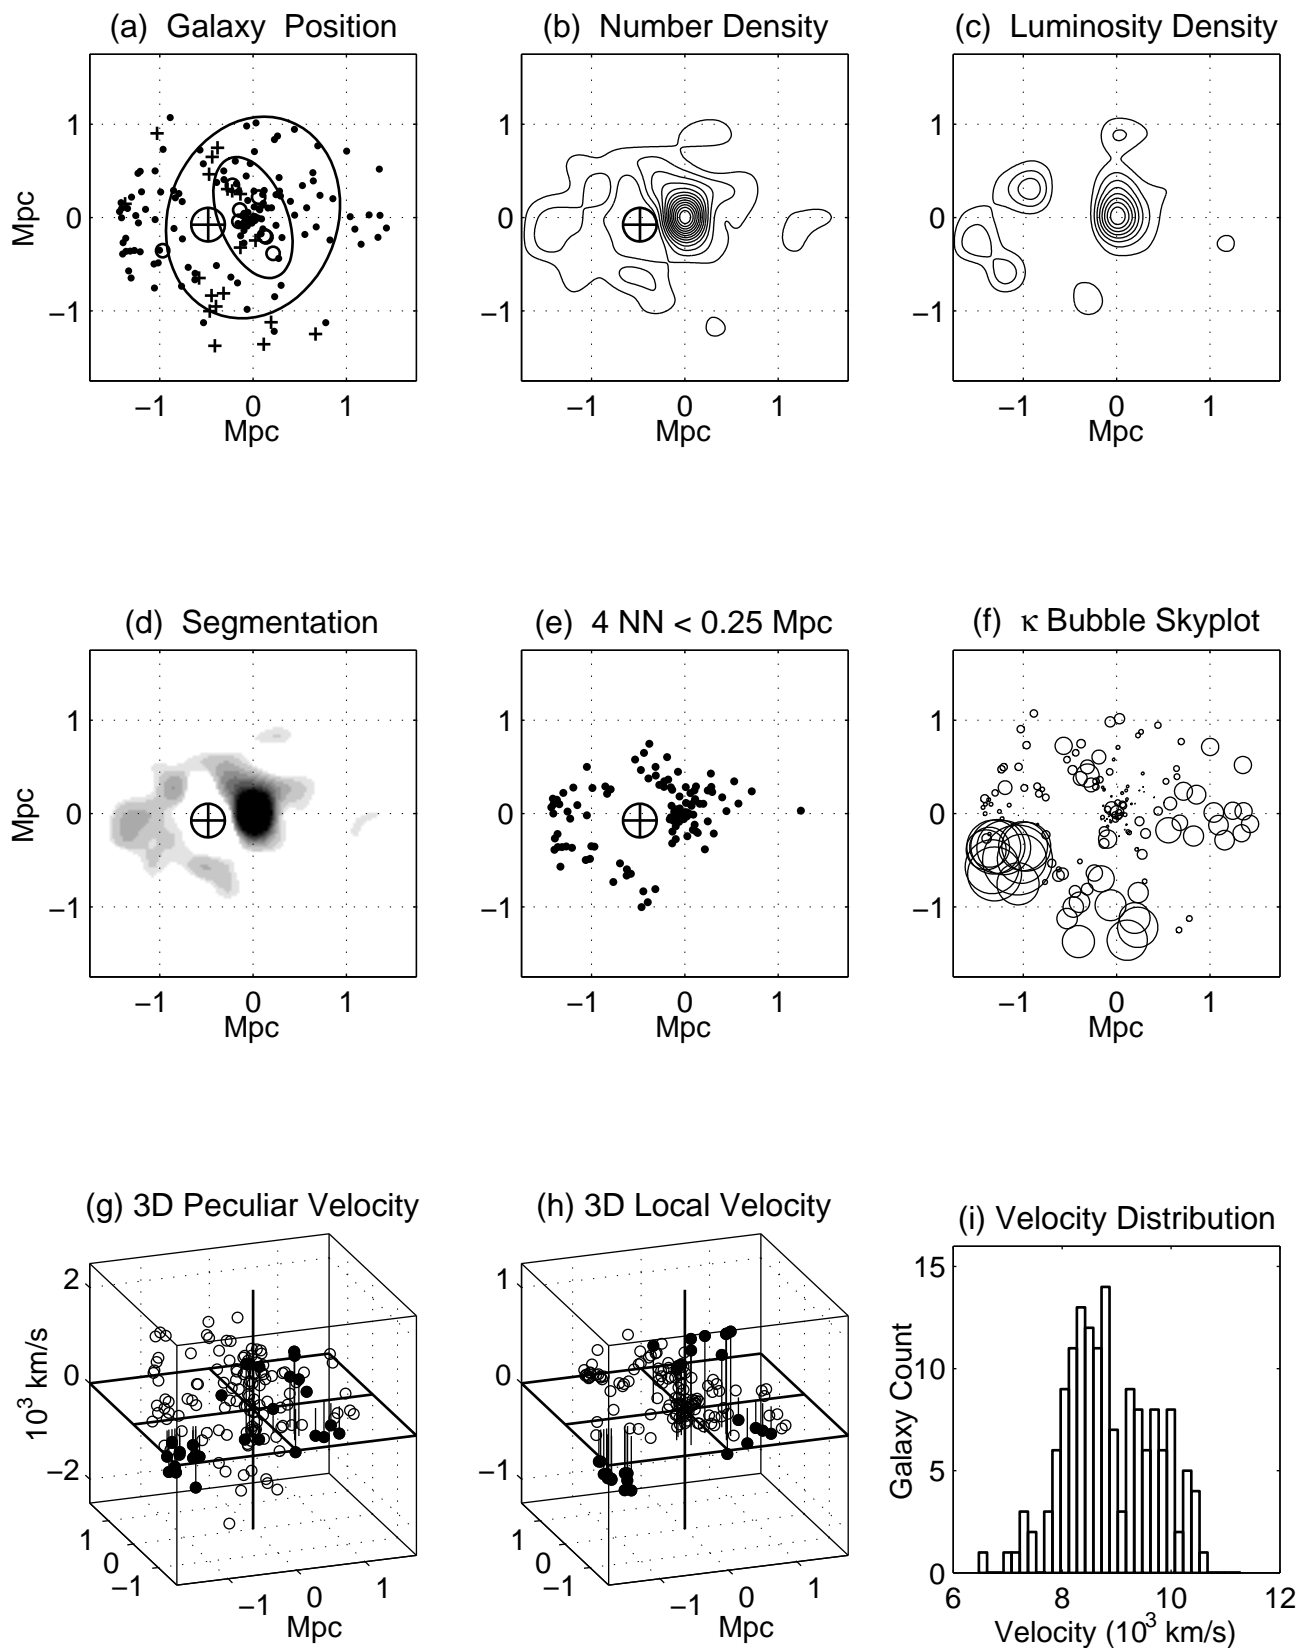 (a) Galaxy Position
(b) Number Density
(c) Luminosity Density
Mpc
1
0
−1
−1 0 1
Mpc
1
0
−1
−1 0 1
Mpc
1
0
−1
−1 0 1
Mpc
(d) Segmentation
(e) 4 NN < 0.25 Mpc
(f) κ Bubble Skyplot
Mpc
1
0
−1
−1 0 1
Mpc
1
0
−1
−1 0 1
Mpc
1
0
−1
−1 0 1
Mpc
(g) 3D Peculiar Velocity
(h) 3D Local Velocity
(i) Velocity Distribution
10³ km/s
2
0
−2
1
0
−1
−1
0
1
Mpc
1
0
−1
1
0
−1
−1
0
1
Mpc
Galaxy Count
15
10
5
0
6 8 10 12
Velocity (10³ km/s)